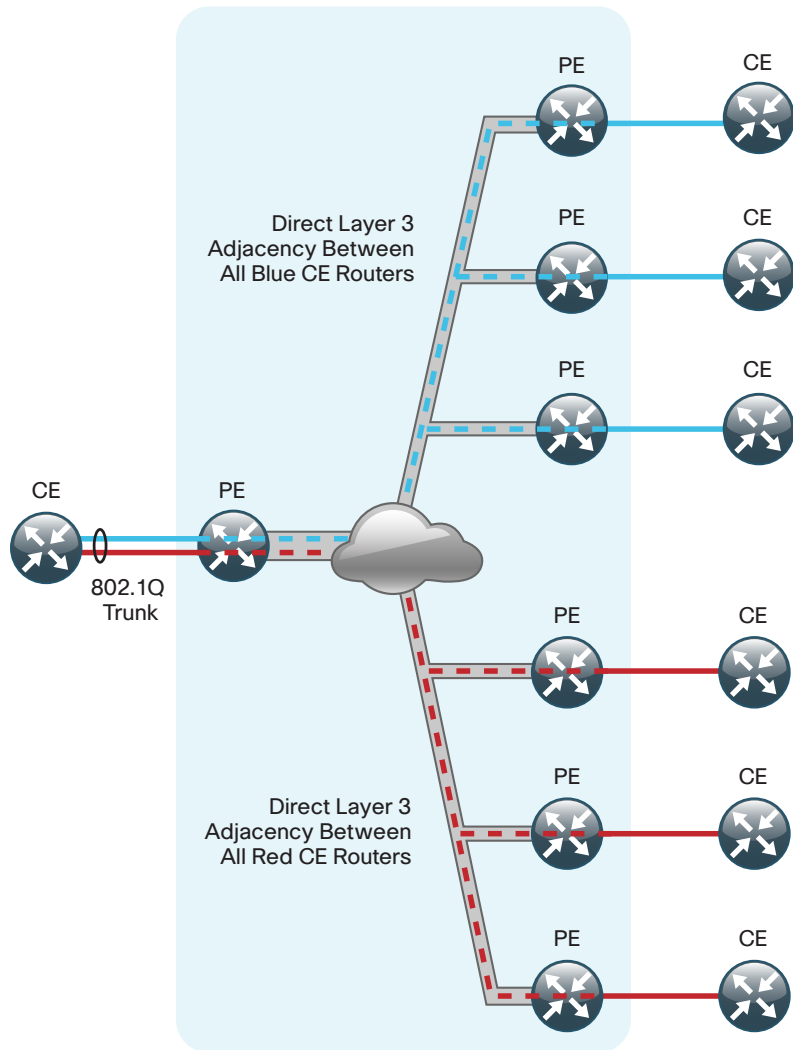 PE
CE
Direct Layer 3
Adjacency Between
All Blue CE Routers
PE
CE
PE
CE
CE
PE
802.1Q
Trunk
PE
CE
Direct Layer 3
Adjacency Between
All Red CE Routers
PE
CE
PE
CE